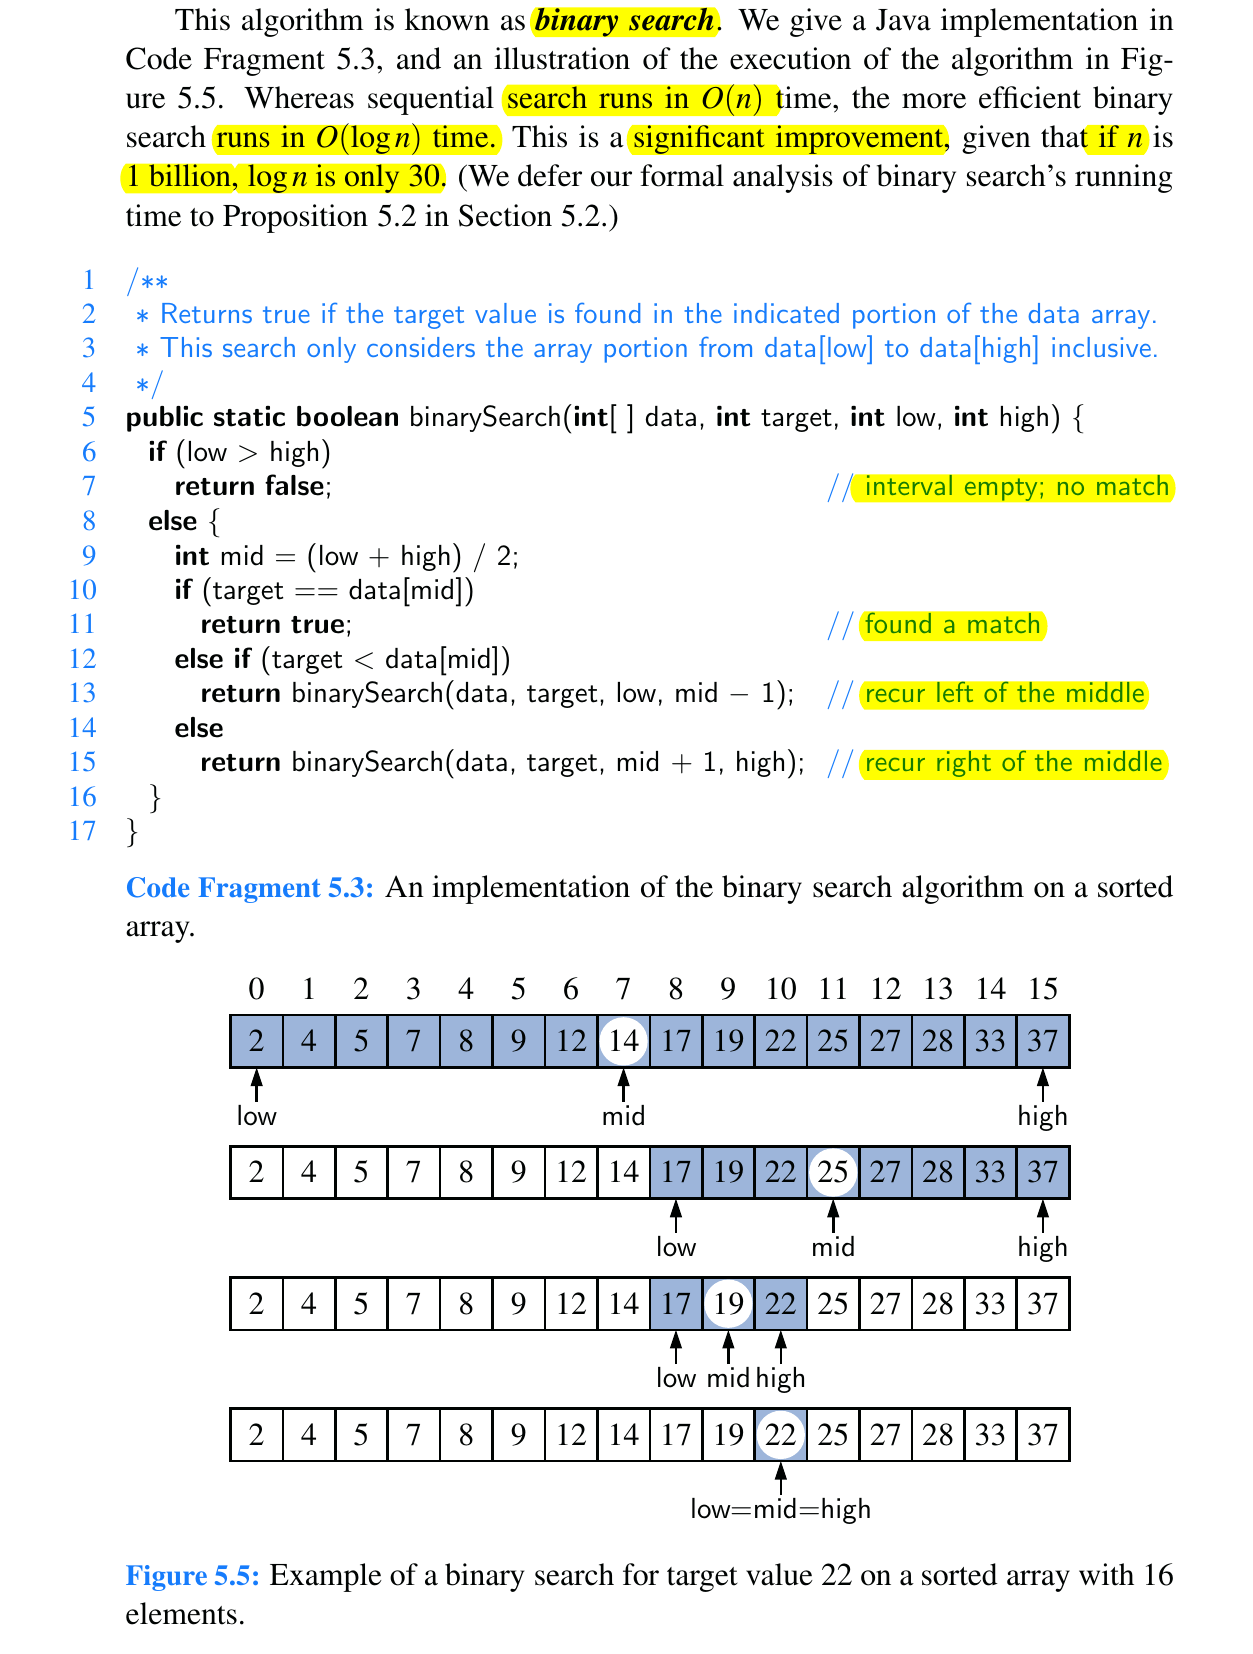 This algorithm is known as binary search. We give a Java implementation in
Code Fragment 5.3, and an illustration of the execution of the algorithm in Fig-
ure 5.5. Whereas sequential search runs in O(n) time, the more efficient binary
search runs in O(log n) time. This is a significant improvement, given that if n is
1 billion, log n is only 30. (We defer our formal analysis of binary search's running
time to Proposition 5.2 in Section 5.2.)
1 /**
2 * Returns true if the target value is found in the indicated portion of the data array.
3 * This search only considers the array portion from data[low] to data[high] inclusive.
4 */
5 public static boolean binarySearch(int[ ] data, int target, int low, int high) {
6 if (low > high)
7 return false; // interval empty; no match
8 else {
9 int mid = (low + high) / 2;
10 if (target == data[mid])
11 return true; // found a match
12 else if (target < data[mid])
13 return binarySearch(data, target, low, mid − 1); // recur left of the middle
14 else
15 return binarySearch(data, target, mid + 1, high); // recur right of the middle
16 }
17 }
Code Fragment 5.3: An implementation of the binary search algorithm on a sorted
array.
0 1 2 3 4 5 6 7 8 9 10 11 12 13 14 15
2 4 5 7 8 9 12 14 17 19 22 25 27 28 33 37
low mid high
2 4 5 7 8 9 12 14 17 19 22 25 27 28 33 37
low mid high
2 4 5 7 8 9 12 14 17 19 22 25 27 28 33 37
low mid high
2 4 5 7 8 9 12 14 17 19 22 25 27 28 33 37
low=mid=high
Figure 5.5: Example of a binary search for target value 22 on a sorted array with 16
elements.